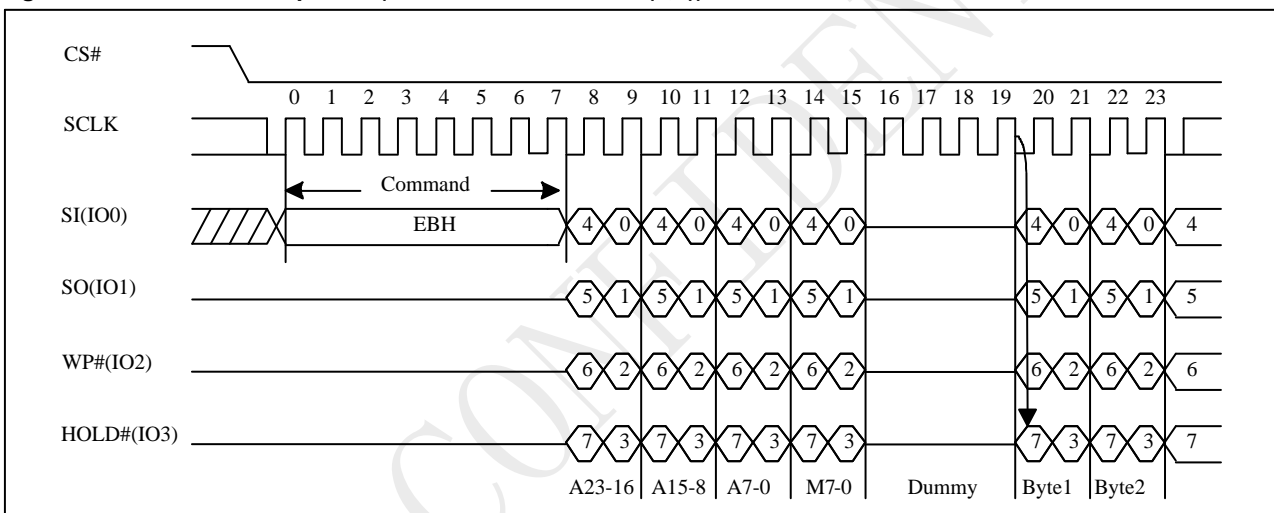 CS#
0 1 2 3 4 5 6 7 8 9 10 11 12 13 14 15 16 17 18 19 20 21 22 23
SCLK
Command
SI(IO0) EBH 4 0 4 0 4 0 4 0 4 0 4 0 4
SO(IO1) 5 1 5 1 5 1 5 1 5 1 5 1 5
WP#(IO2) 6 2 6 2 6 2 6 2 6 2 6 2 6
HOLD#(IO3) 7 3 7 3 7 3 7 3 7 3 7 3 7
A23-16 A15-8 A7-0 M7-0 Dummy Byte1 Byte2